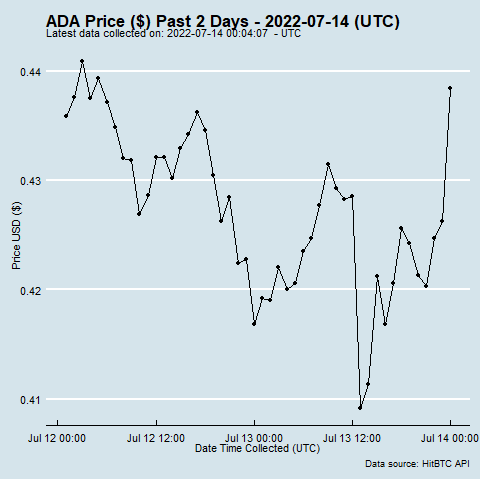 ADA Price ($) Past 2 Days - 2022-07-14 (UTC)
Latest data collected on: 2022-07-14 00:04:07 - UTC
0.44
0.43
0.42
0.41
Price USD ($)
Jul 12 00:00 Jul 12 12:00 Jul 13 00:00 Jul 13 12:00 Jul 14 00:00
Date Time Collected (UTC)
Data source: HitBTC API